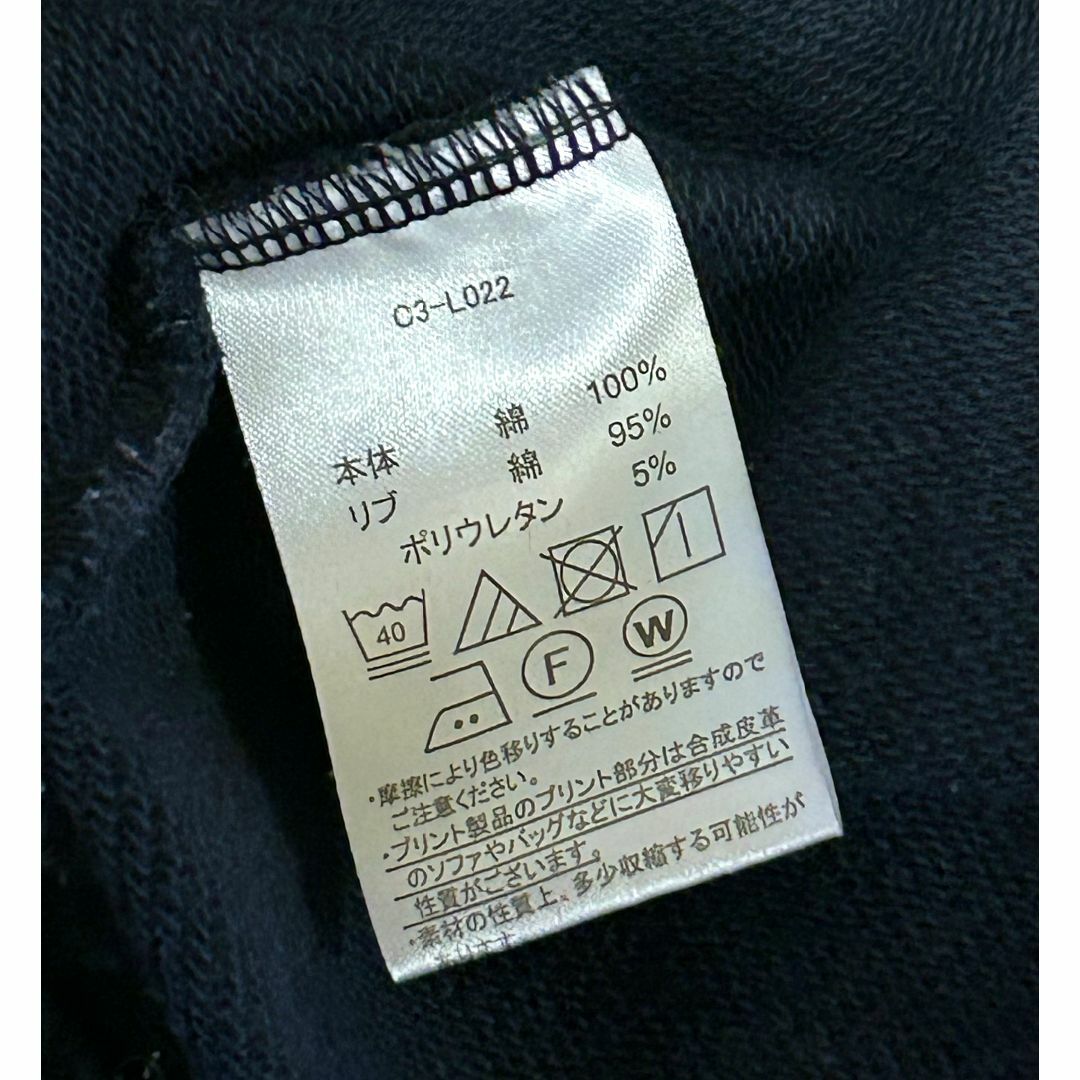 C3-L022
本体 綿 100%
リブ 綿 95%
ポリウレタン 5%
40
F W
・摩擦により色移りすることがありますので
ご注意ください。
・プリント製品のプリント部分は合成皮革
のソファやバッグなどに大変移りやすい
性質がございます。
・素材の性質上、多少収縮する可能性が